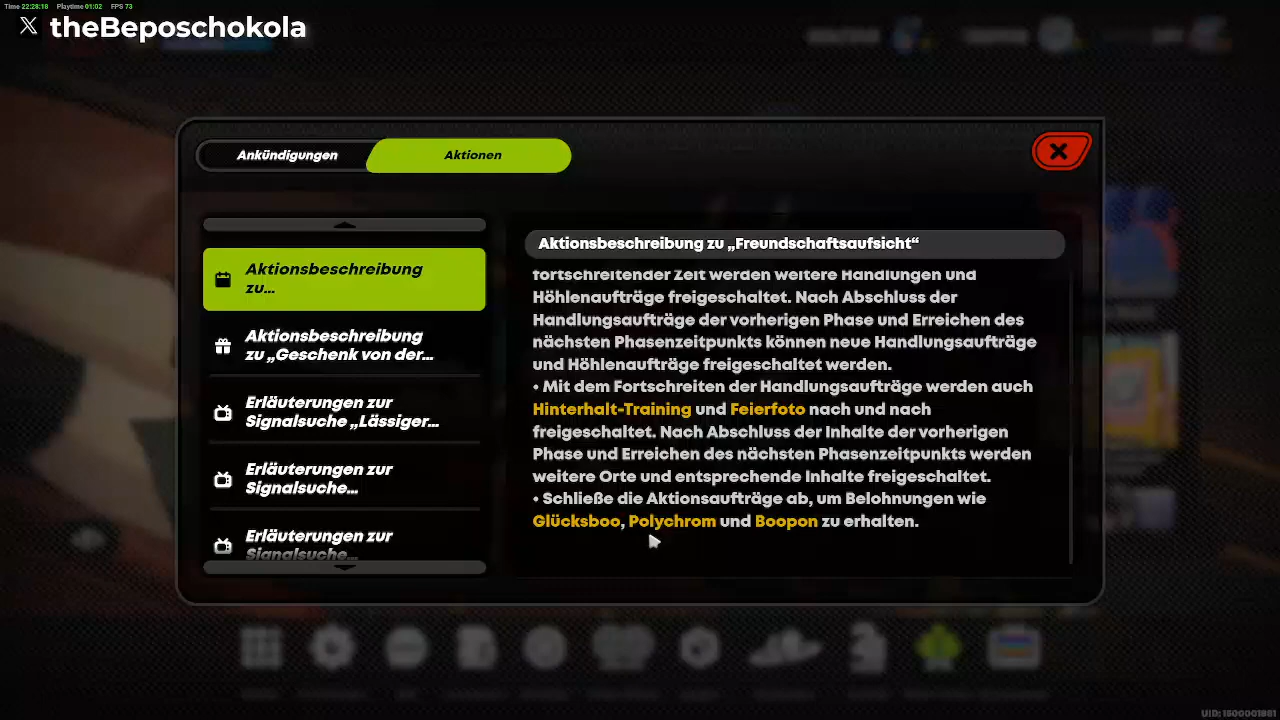 Time 22:28:18 Playtime 01:02 FPS 73
theBeposchokola
Ankündigungen
Aktionen
Aktionsbeschreibung
zu...
Aktionsbeschreibung
zu „Geschenk von der...
Erläuterungen zur
Signalsuche „Lässiger...
Erläuterungen zur
Signalsuche...
Erläuterungen zur
Signalsuche...
Aktionsbeschreibung zu „Freundschaftsaufsicht“
fortschreitender Zeit werden weitere Handlungen und
Höhlenaufträge freigeschaltet. Nach Abschluss der
Handlungsaufträge der vorherigen Phase und Erreichen des
nächsten Phasenzeitpunkts können neue Handlungsaufträge
und Höhlenaufträge freigeschaltet werden.
• Mit dem Fortschreiten der Handlungsaufträge werden auch
Hinterhalt-Training und Feierfoto nach und nach
freigeschaltet. Nach Abschluss der Inhalte der vorherigen
Phase und Erreichen des nächsten Phasenzeitpunkts werden
weitere Orte und entsprechende Inhalte freigeschaltet.
• Schließe die Aktionsaufträge ab, um Belohnungen wie
Glücksboo, Polychrom und Boopon zu erhalten.